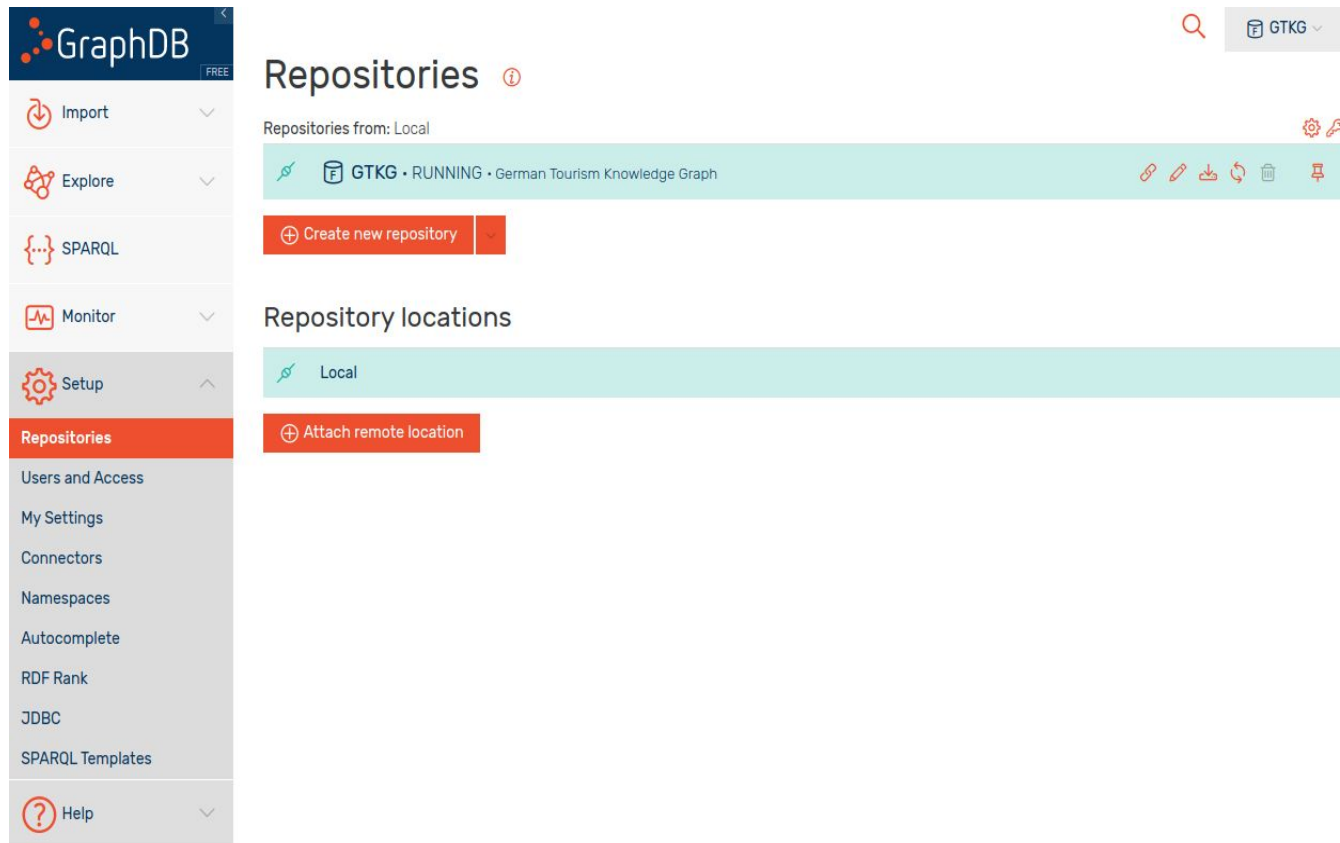 GraphDB
FREE
GTKG
Import
Explore
{...} SPARQL
Monitor
Setup
Repositories
Users and Access
My Settings
Connectors
Namespaces
Autocomplete
RDF Rank
JDBC
SPARQL Templates
Help
Repositories
Repositories from: Local
GTKG • RUNNING • German Tourism Knowledge Graph
Create new repository
Repository locations
Local
Attach remote location